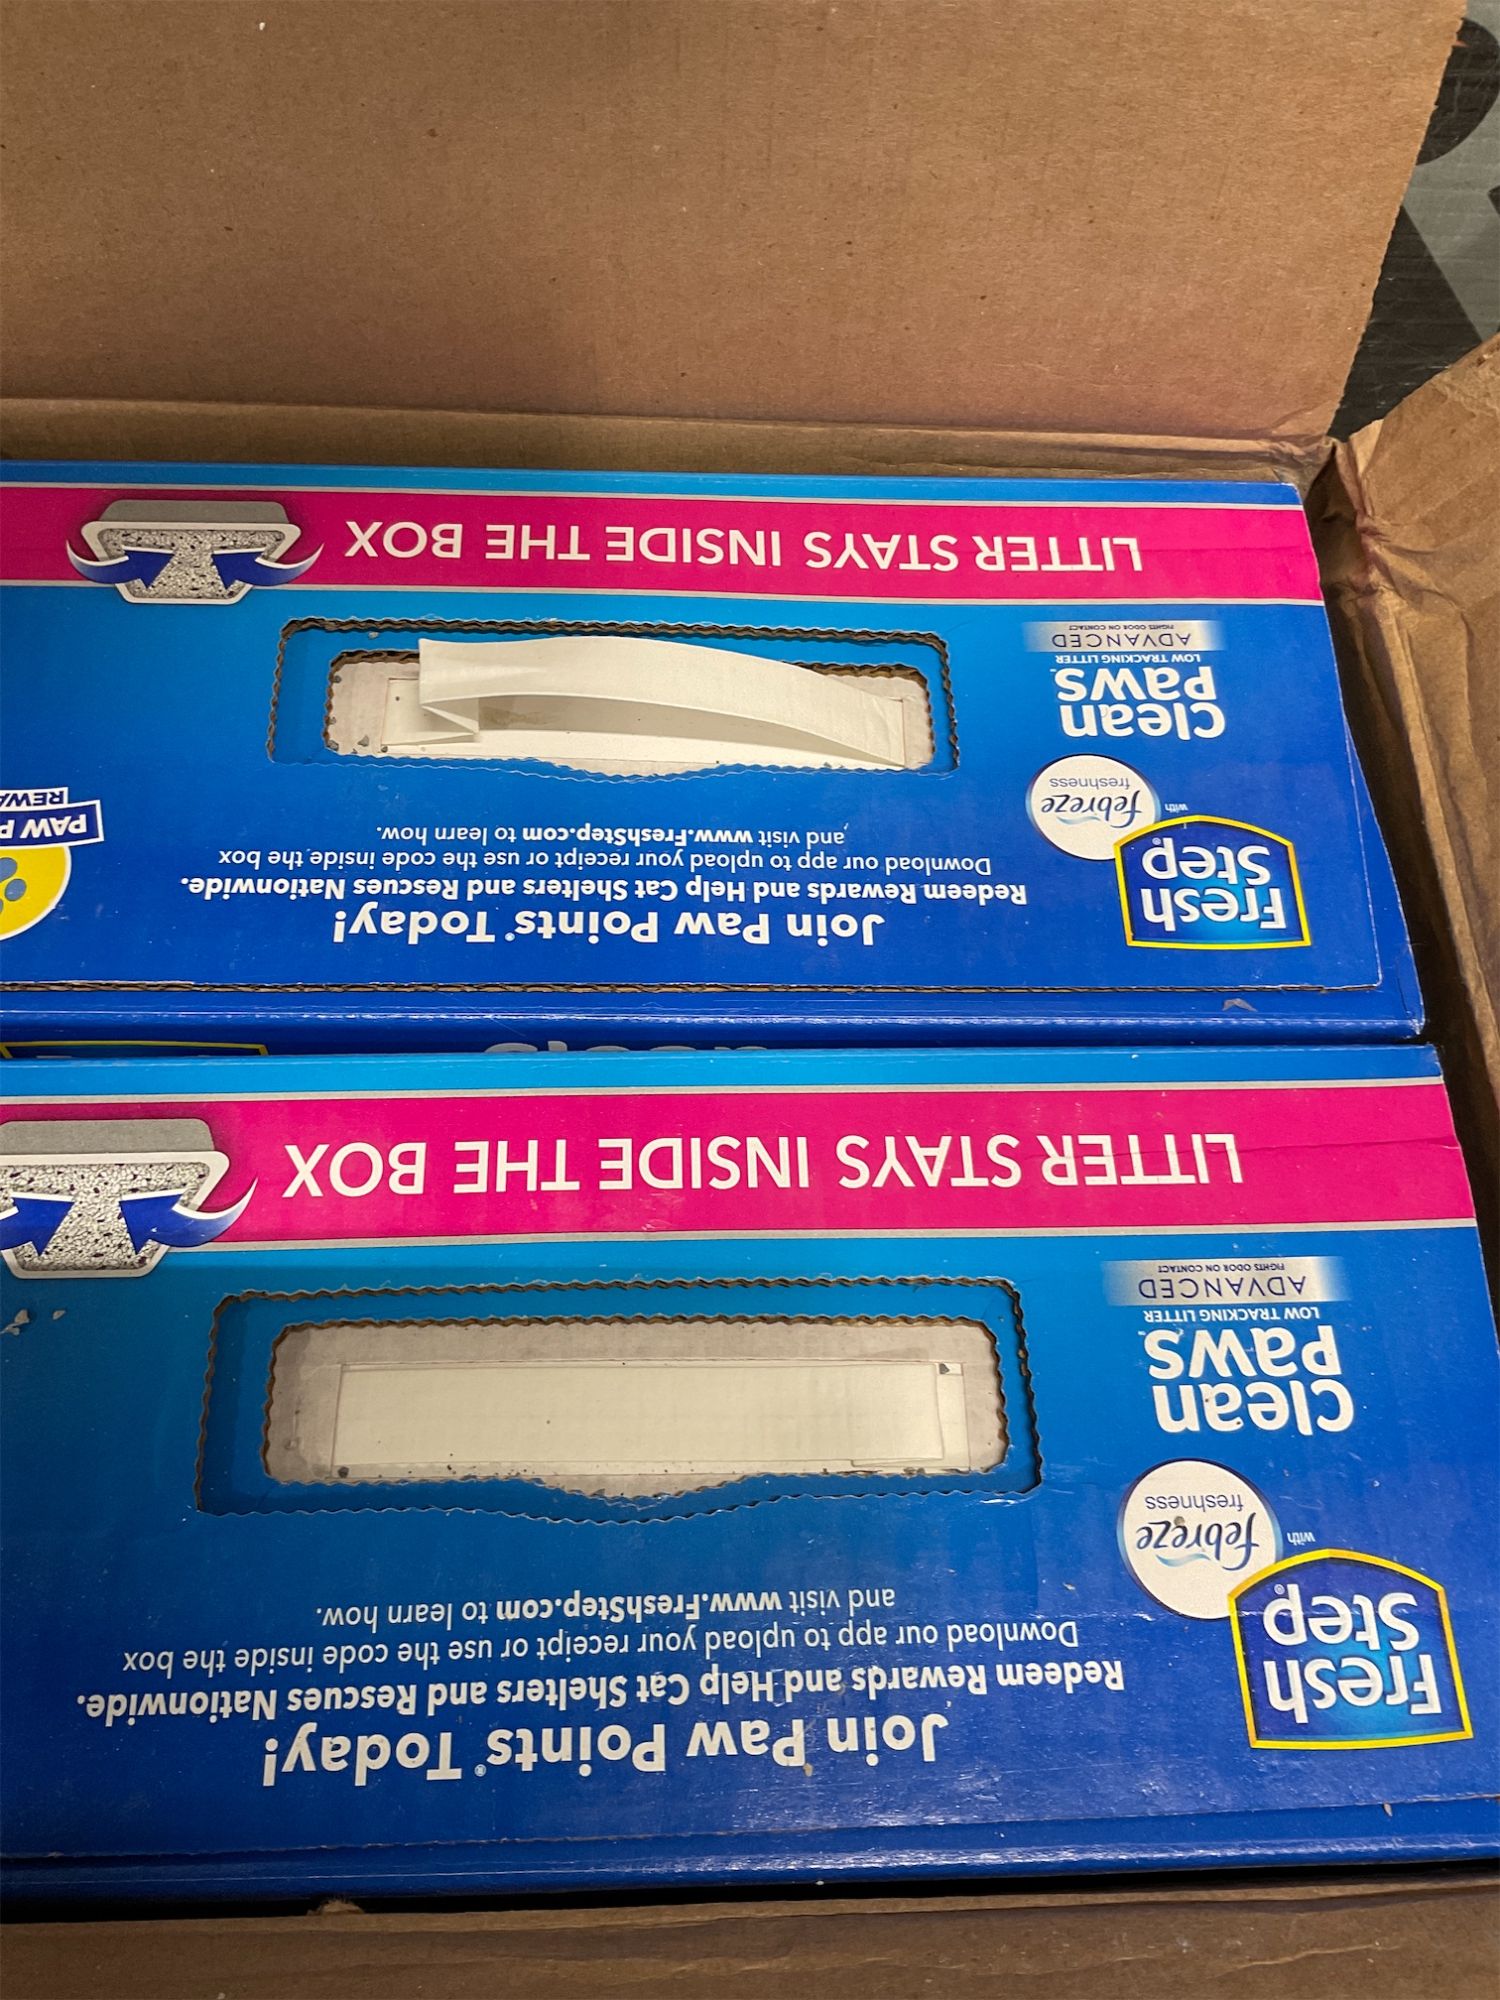 Join Paw Points® Today!
Redeem Rewards and Help Cat Shelters and Rescues Nationwide.
Download our app to upload your receipt or use the code inside the box
and visit www.FreshStep.com to learn how.
Fresh
Step®
with
febreze
freshness
clean
paws™
LOW TRACKING LITTER
ADVANCED
FIGHTS ODOR ON CONTACT
LITTER STAYS INSIDE THE BOX
Join Paw Points® Today!
Redeem Rewards and Help Cat Shelters and Rescues Nationwide.
Download our app to upload your receipt or use the code inside the box
and visit www.FreshStep.com to learn how.
PAW
Fresh
Step
with
febreze
freshness
clean
paws™
LOW TRACKING LITTER
ADVANCED
FIGHTS ODOR ON CONTACT
LITTER STAYS INSIDE THE BOX